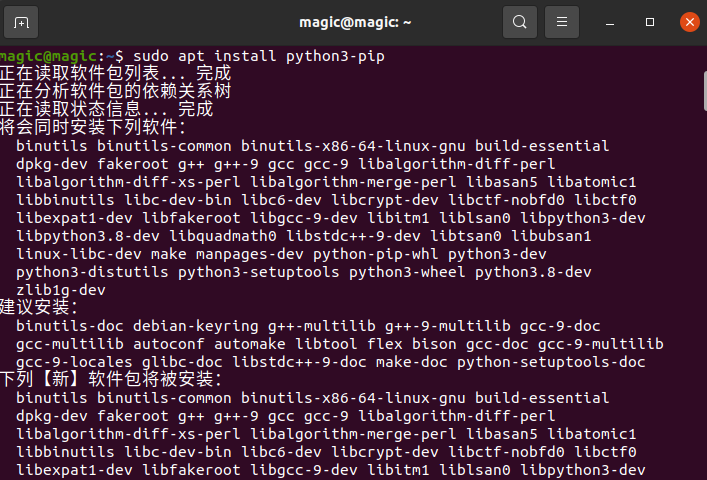 magic@magic: ~
magic@magic:~$ sudo apt install python3-pip
正在读取软件包列表... 完成
正在分析软件包的依赖关系树
正在读取状态信息... 完成
将会同时安装下列软件：
binutils binutils-common binutils-x86-64-linux-gnu build-essential
dpkg-dev fakeroot g++ g++-9 gcc gcc-9 libalgorithm-diff-perl
libalgorithm-diff-xs-perl libalgorithm-merge-perl libasan5 libatomic1
libbinutils libc-dev-bin libc6-dev libcrypt-dev libctf-nobfd0 libctf0
libexpat1-dev libfakeroot libgcc-9-dev libitm1 liblsan0 libpython3-dev
libpython3.8-dev libquadmath0 libstdc++-9-dev libtsan0 libubsan1
linux-libc-dev make manpages-dev python-pip-whl python3-dev
python3-distutils python3-setuptools python3-wheel python3.8-dev
zlib1g-dev
建议安装：
binutils-doc debian-keyring g++-multilib g++-9-multilib gcc-9-doc
gcc-multilib autoconf automake libtool flex bison gcc-doc gcc-9-multilib
gcc-9-locales glibc-doc libstdc++-9-doc make-doc python-setuptools-doc
下列【新】软件包将被安装：
binutils binutils-common binutils-x86-64-linux-gnu build-essential
dpkg-dev fakeroot g++ g++-9 gcc gcc-9 libalgorithm-diff-perl
libalgorithm-diff-xs-perl libalgorithm-merge-perl libasan5 libatomic1
libbinutils libc-dev-bin libc6-dev libcrypt-dev libctf-nobfd0 libctf0
libexpat1-dev libfakeroot libgcc-9-dev libitm1 liblsan0 libpython3-dev